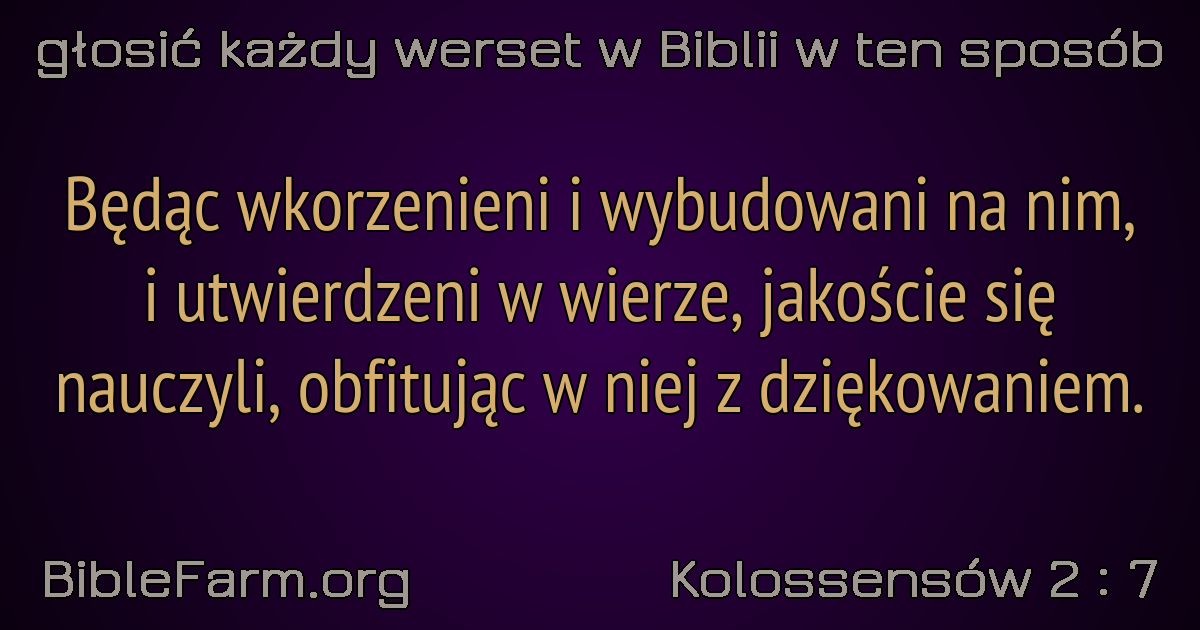 głosić każdy werset w Biblii w ten sposób
Będąc wkorzenieni i wybudowani na nim,
i utwierdzeni w wierze, jakoście się
nauczyli, obfitując w niej z dziękowaniem.
BibleFarm.org
Kolossensów 2 : 7